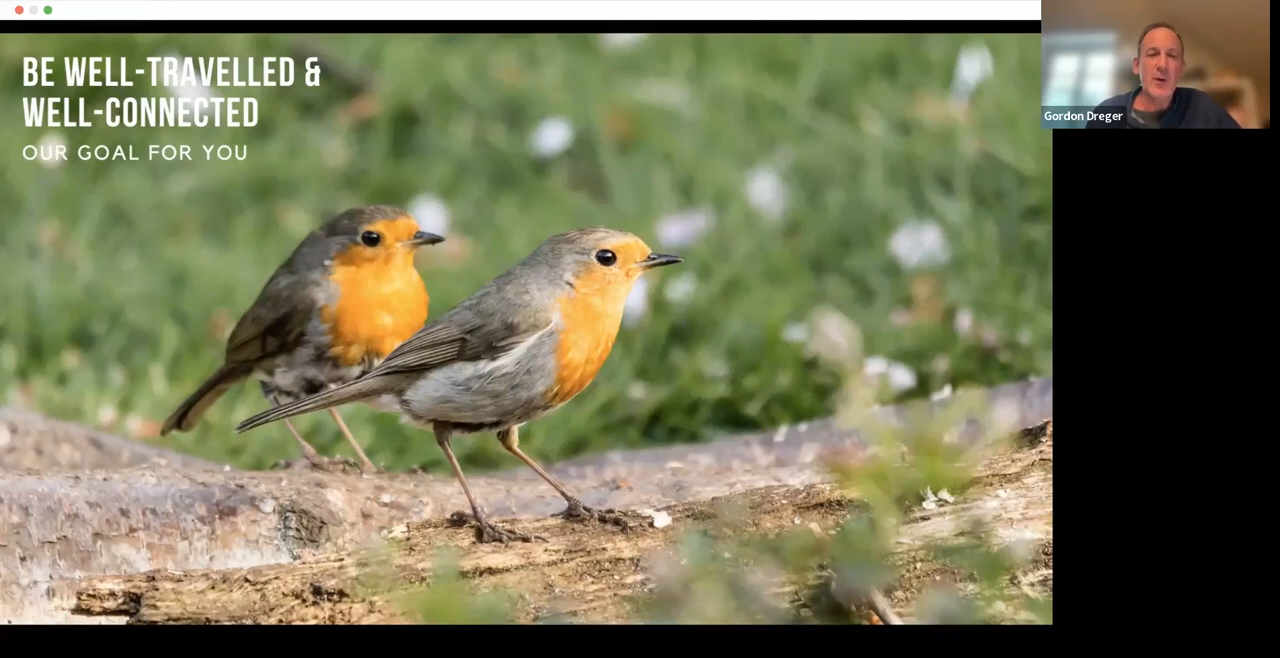 BE WELL-TRAVELLED &
WELL-CONNECTED
OUR GOAL FOR YOU
Gordon Dreger